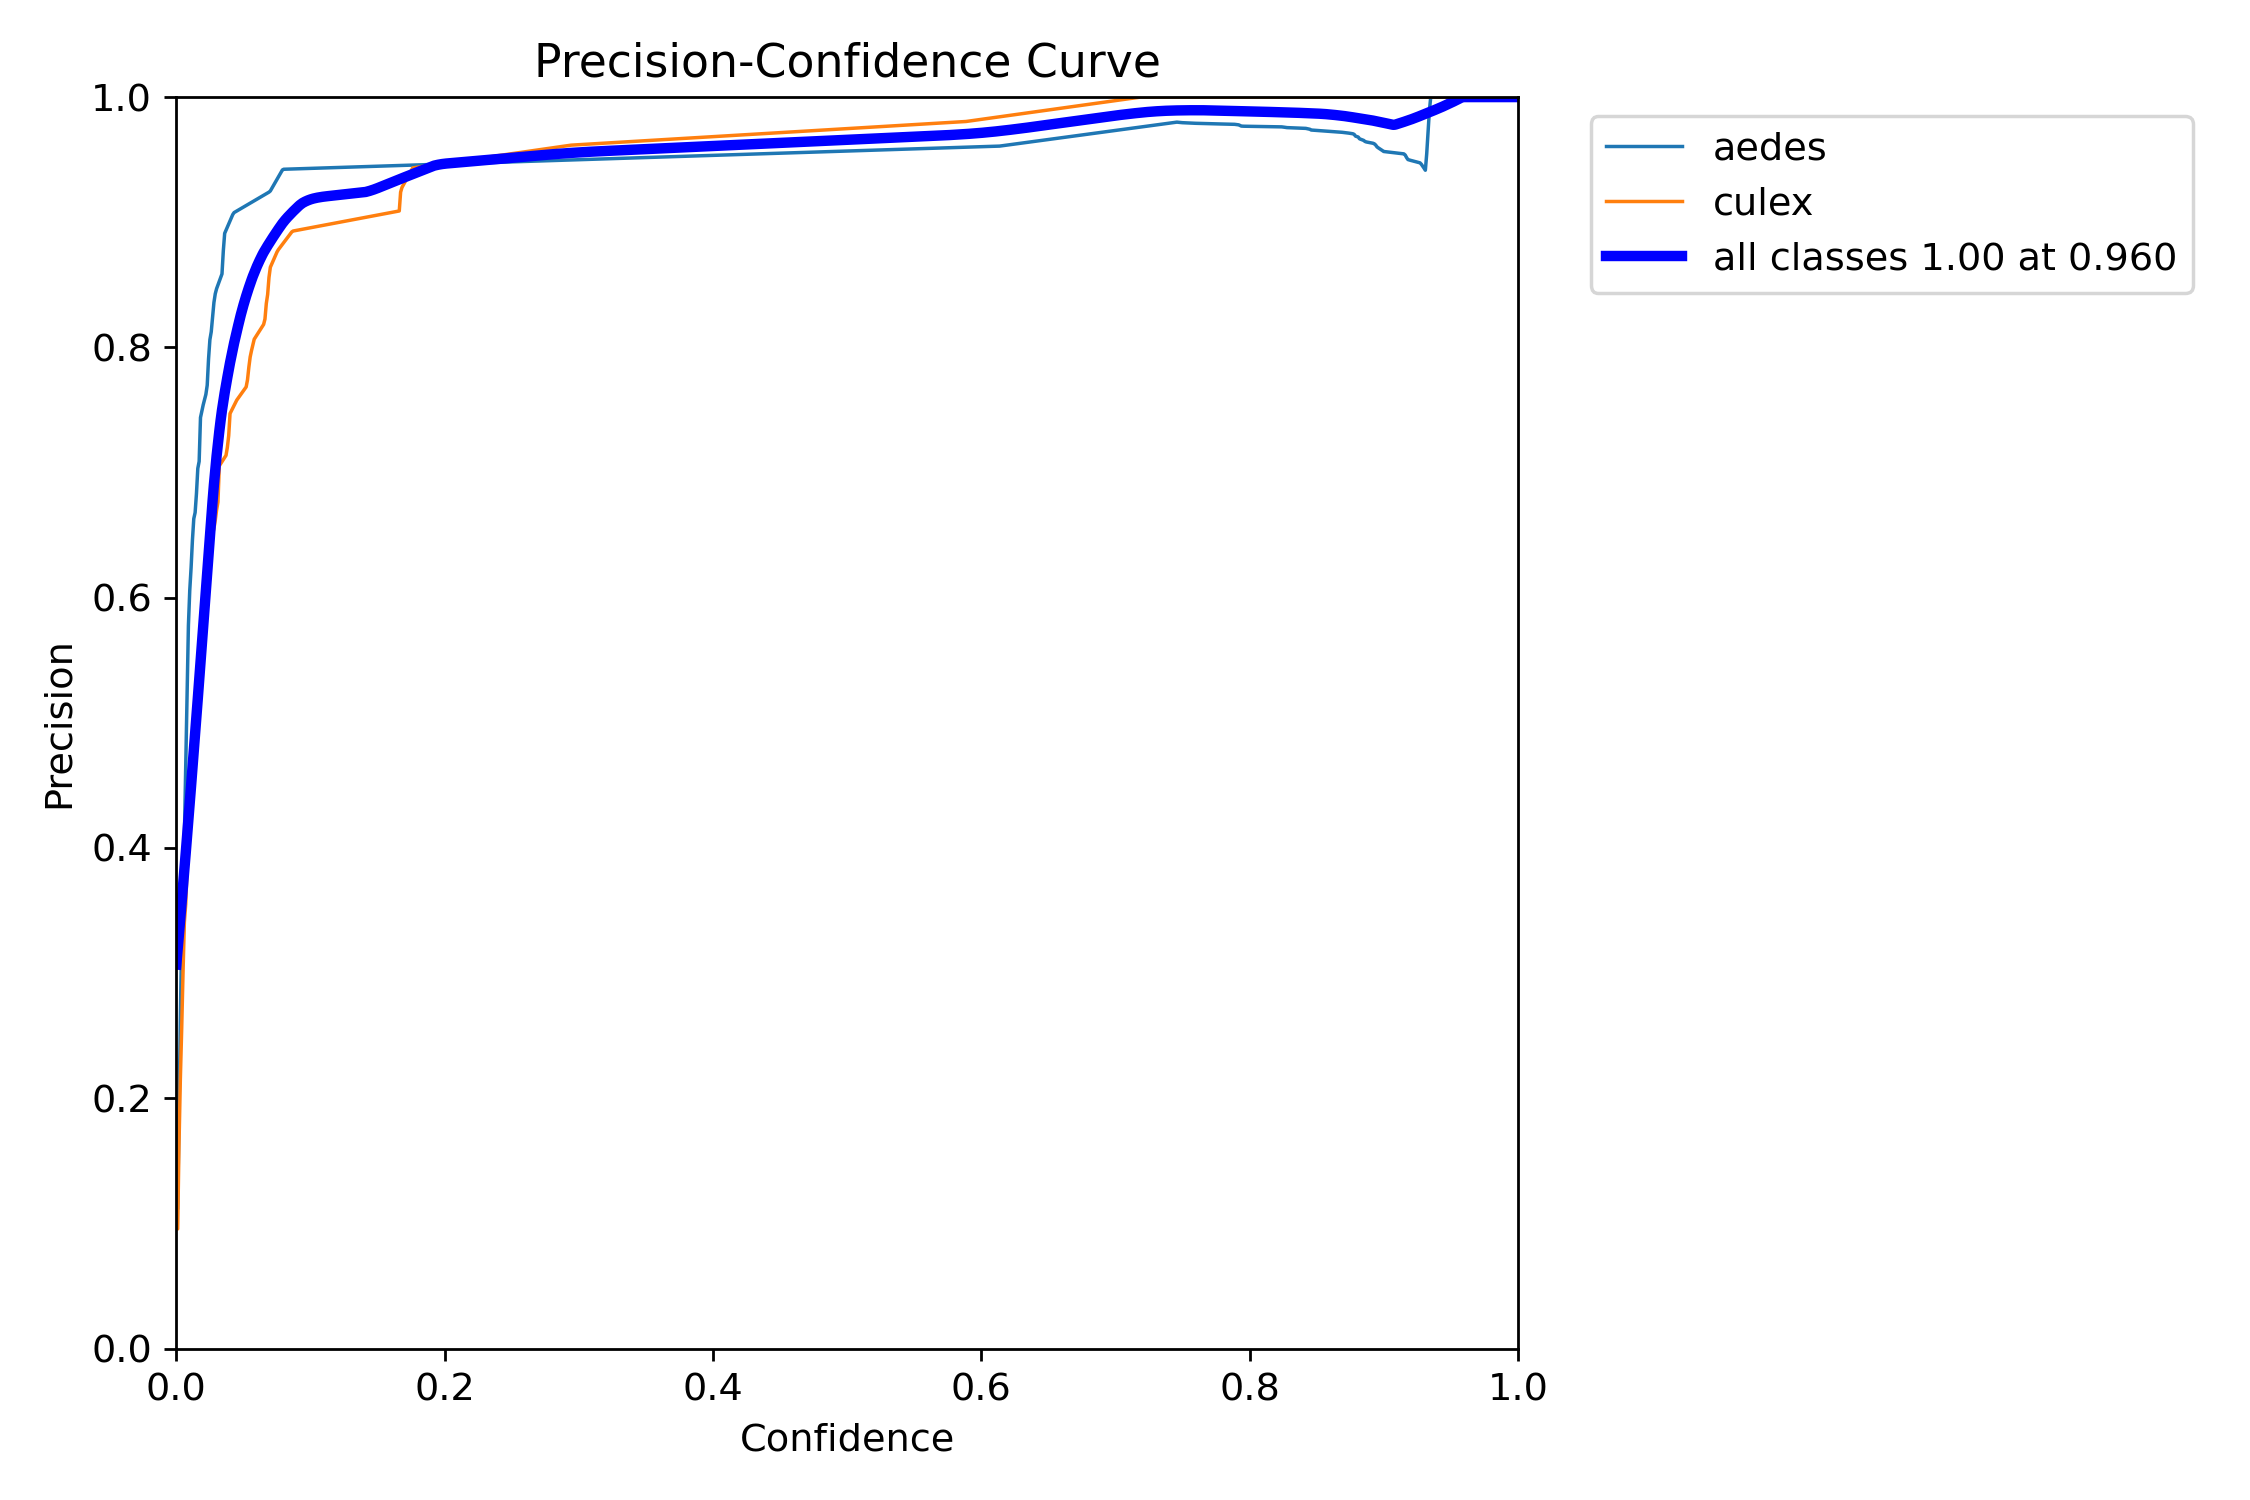 Precision-Confidence Curve
1.0
0.8
0.6
0.4
0.2
0.0
Precision
0.0 0.2 0.4 0.6 0.8 1.0
Confidence
aedes
culex
all classes 1.00 at 0.960